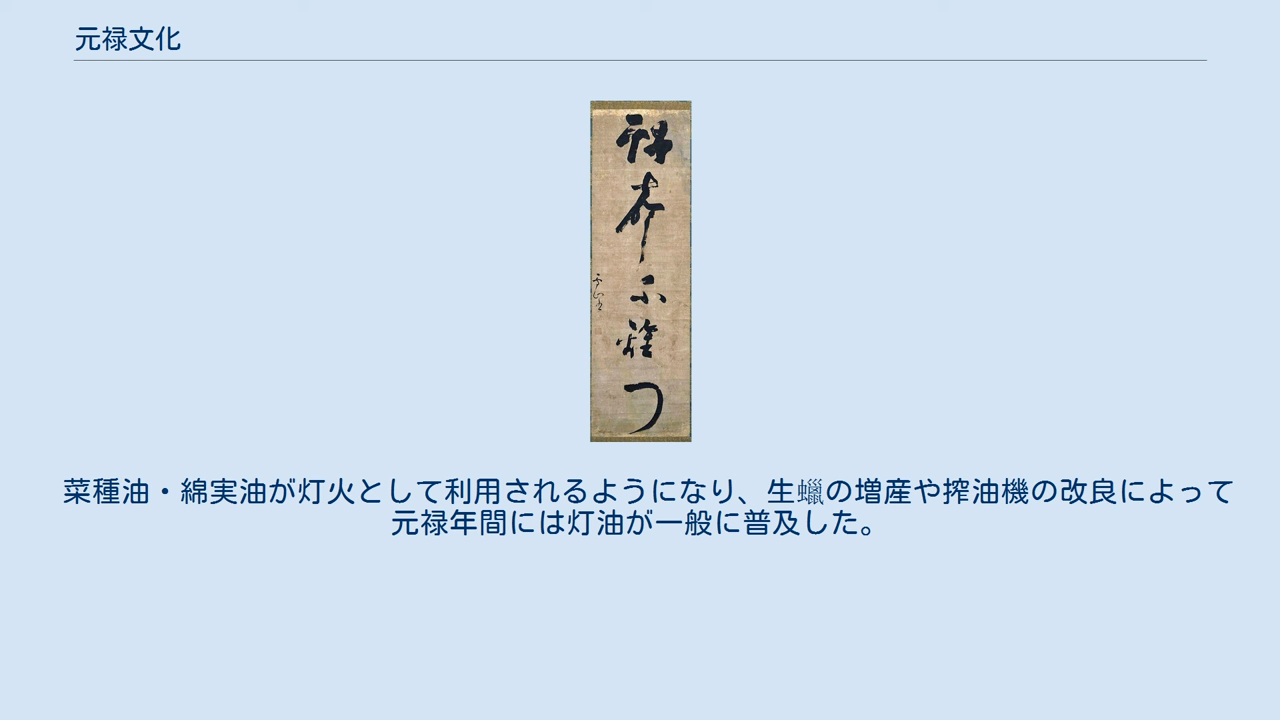 元禄文化
菜種油・綿実油が灯火として利用されるようになり、生蠟の増産や搾油機の改良によって
元禄年間には灯油が一般に普及した。